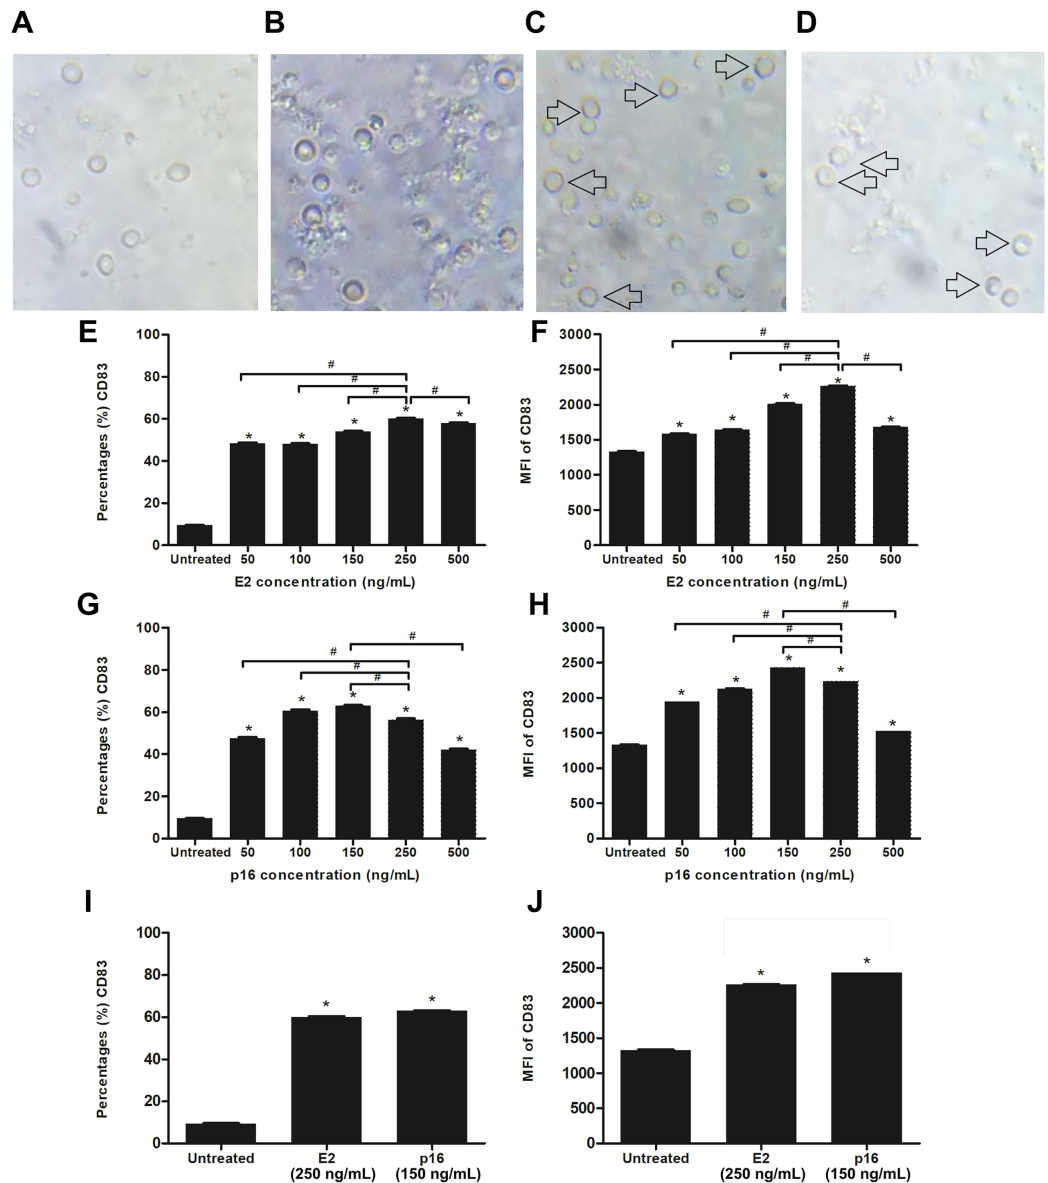 A B C D
E F
Percentages (%) CD83
100
80
60
40
20
0
# # # #
* * * * *
Untreated 50 100 150 250 500
E2 concentration (ng/mL)
MFI of CD83
3000
2500
2000
1500
1000
500
0
# # # #
* * * * *
Untreated 50 100 150 250 500
E2 concentration (ng/mL)
G H
Percentages (%) CD83
100
80
60
40
20
0
# # # #
* * * * *
Untreated 50 100 150 250 500
p16 concentration (ng/mL)
MFI of CD83
3000
2500
2000
1500
1000
500
0
# # # #
* * * * *
Untreated 50 100 150 250 500
p16 concentration (ng/mL)
I J
Percentages (%) CD83
100
80
60
40
20
0
* *
Untreated E2 p16
(250 ng/mL) (150 ng/mL)
MFI of CD83
3000
2500
2000
1500
1000
500
0
* *
Untreated E2 p16
(250 ng/mL) (150 ng/mL)